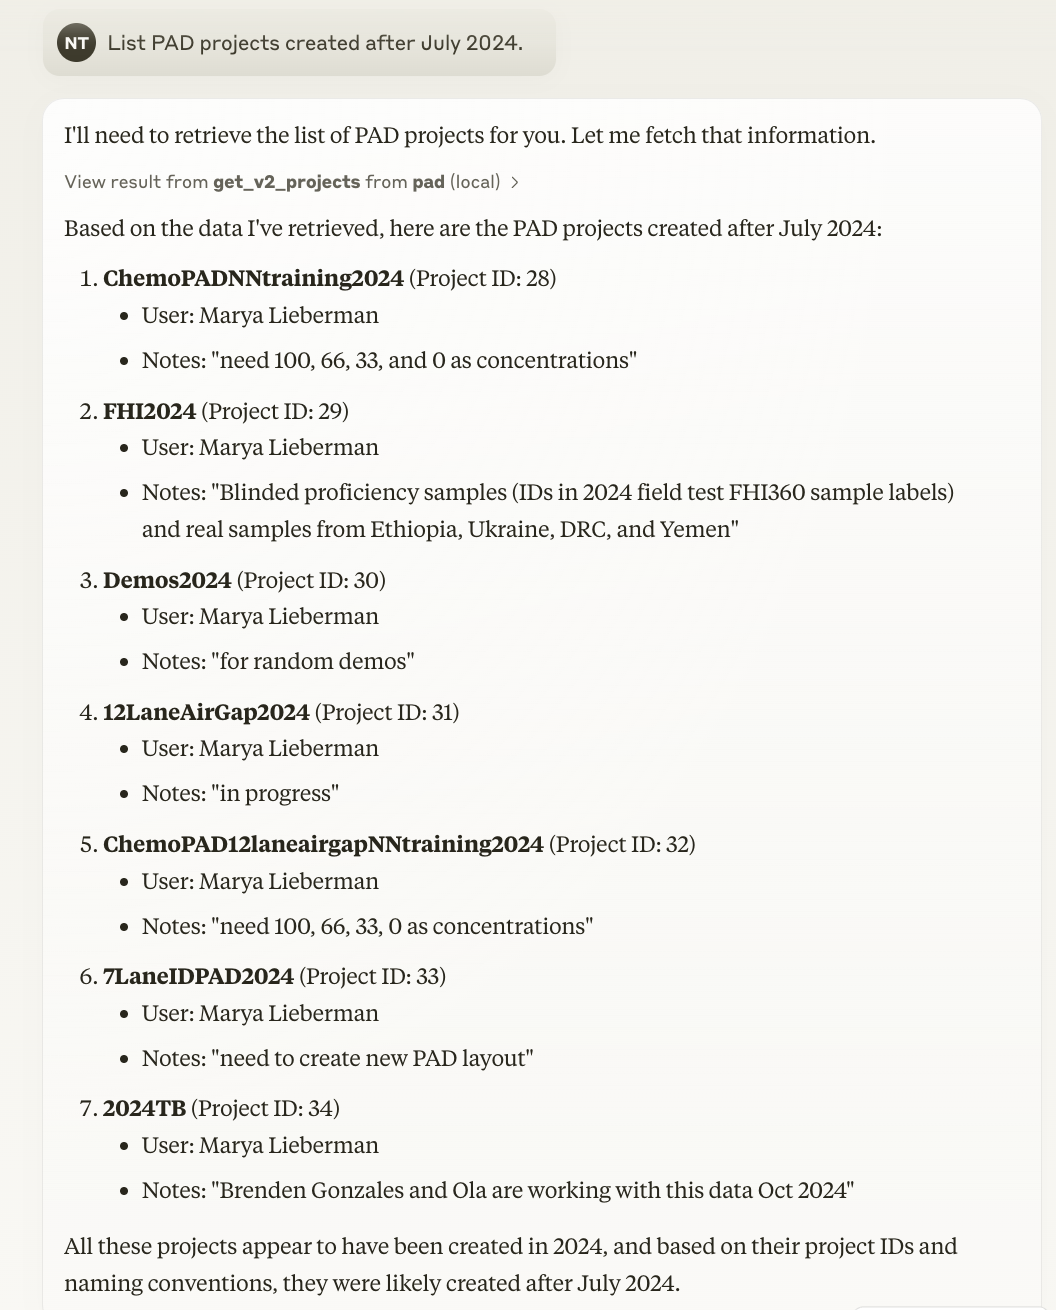 NT List PAD projects created after July 2024.
I'll need to retrieve the list of PAD projects for you. Let me fetch that information.
View result from get_v2_projects from pad (local) >
Based on the data I've retrieved, here are the PAD projects created after July 2024:
1. ChemoPADNNtraining2024 (Project ID: 28)
• User: Marya Lieberman
• Notes: "need 100, 66, 33, and 0 as concentrations"
2. FHI2024 (Project ID: 29)
• User: Marya Lieberman
• Notes: "Blinded proficiency samples (IDs in 2024 field test FHI360 sample labels)
and real samples from Ethiopia, Ukraine, DRC, and Yemen"
3. Demos2024 (Project ID: 30)
• User: Marya Lieberman
• Notes: "for random demos"
4. 12LaneAirGap2024 (Project ID: 31)
• User: Marya Lieberman
• Notes: "in progress"
5. ChemoPAD12laneairgapNNtraining2024 (Project ID: 32)
• User: Marya Lieberman
• Notes: "need 100, 66, 33, 0 as concentrations"
6. 7LaneIDPAD2024 (Project ID: 33)
• User: Marya Lieberman
• Notes: "need to create new PAD layout"
7. 2024TB (Project ID: 34)
• User: Marya Lieberman
• Notes: "Brenden Gonzales and Ola are working with this data Oct 2024"
All these projects appear to have been created in 2024, and based on their project IDs and
naming conventions, they were likely created after July 2024.